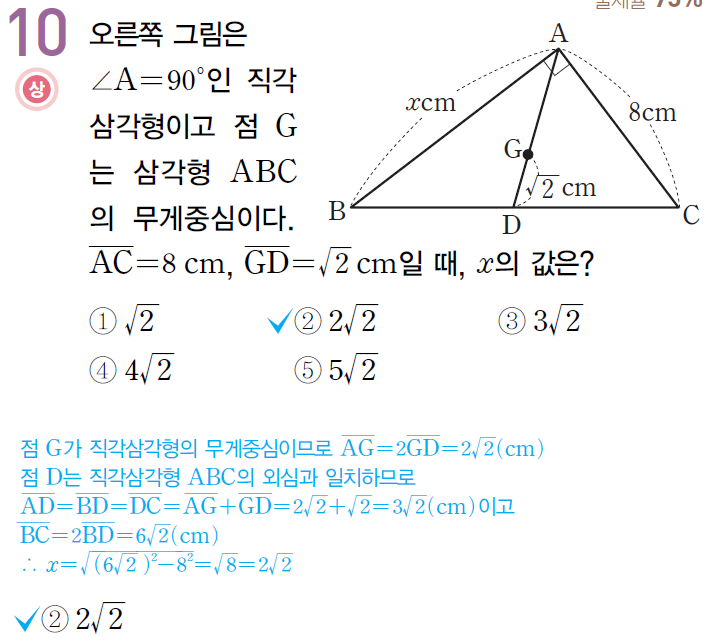 10
상
오른쪽 그림은
∠A=90°인 직각
삼각형이고 점 G
는 삼각형 ABC
의 무게중심이다.
A
xcm
8cm
G
√2 cm
B
D
C
AC=8 cm, GD=√2 cm일 때, x의 값은?
① √2 ② 2√2 ③ 3√2
④ 4√2 ⑤ 5√2
점 G가 직각삼각형의 무게중심이므로 AG=2GD=2√2(cm)
점 D는 직각삼각형 ABC의 외심과 일치하므로
AD=BD=DC=AG+GD=2√2+√2=3√2(cm)이고
BC=2BD=6√2(cm)
∴ x=√(6√2)²-8²=√8=2√2
② 2√2